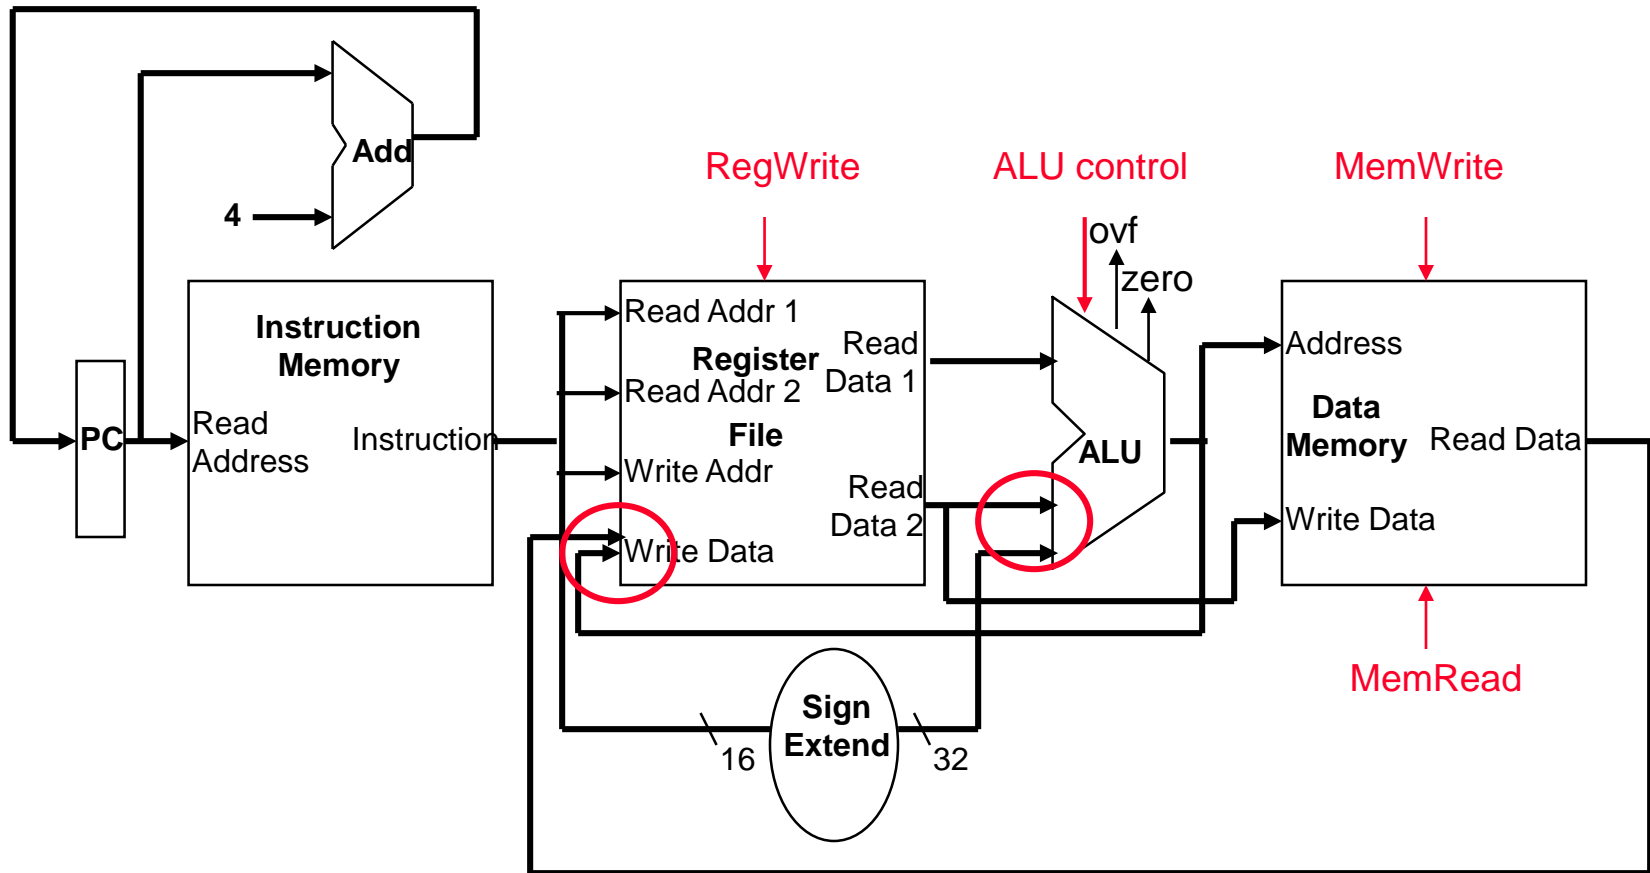 Add
RegWrite
ALU control
MemWrite
4
ovf
zero
Instruction
Memory
Read Addr 1
Register
Read
Data 1
Address
Read Addr 2
PC
Read
Address
Instruction
File
ALU
Data
Memory
Read Data
Write Addr
Read
Data 2
Write Data
Write Data
MemRead
Sign
Extend
16
32